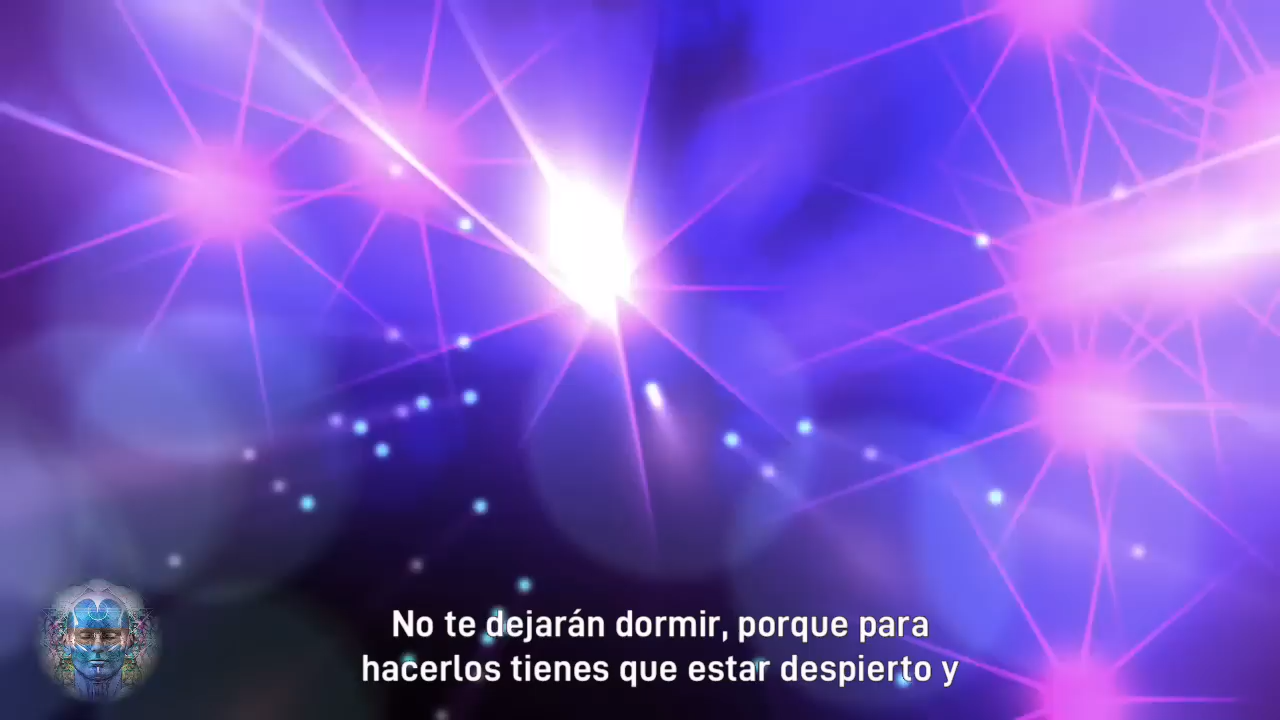 No te dejarán dormir, porque para
hacerlos tienes que estar despierto y